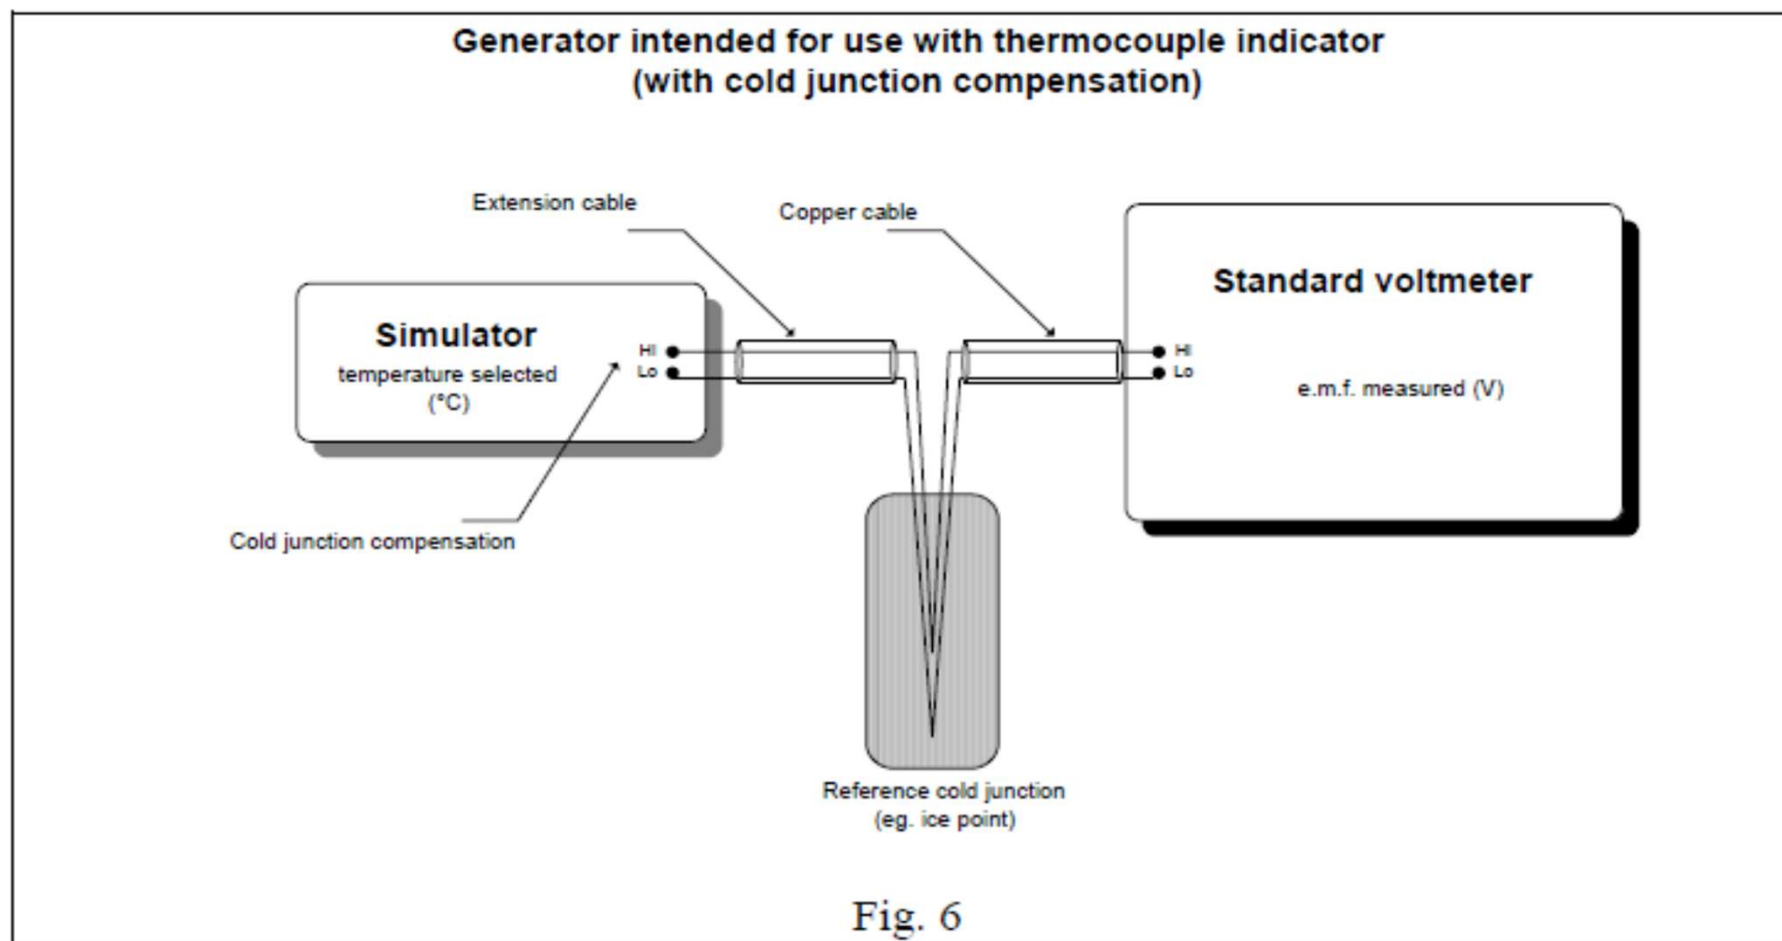 Generator intended for use with thermocouple indicator
(with cold junction compensation)
Extension cable
Copper cable
Simulator
temperature selected
(°C)
Hi
Lo
Hi
Lo
Standard voltmeter
e.m.f. measured (V)
Cold junction compensation
Reference cold junction
(eg. ice point)
Fig. 6